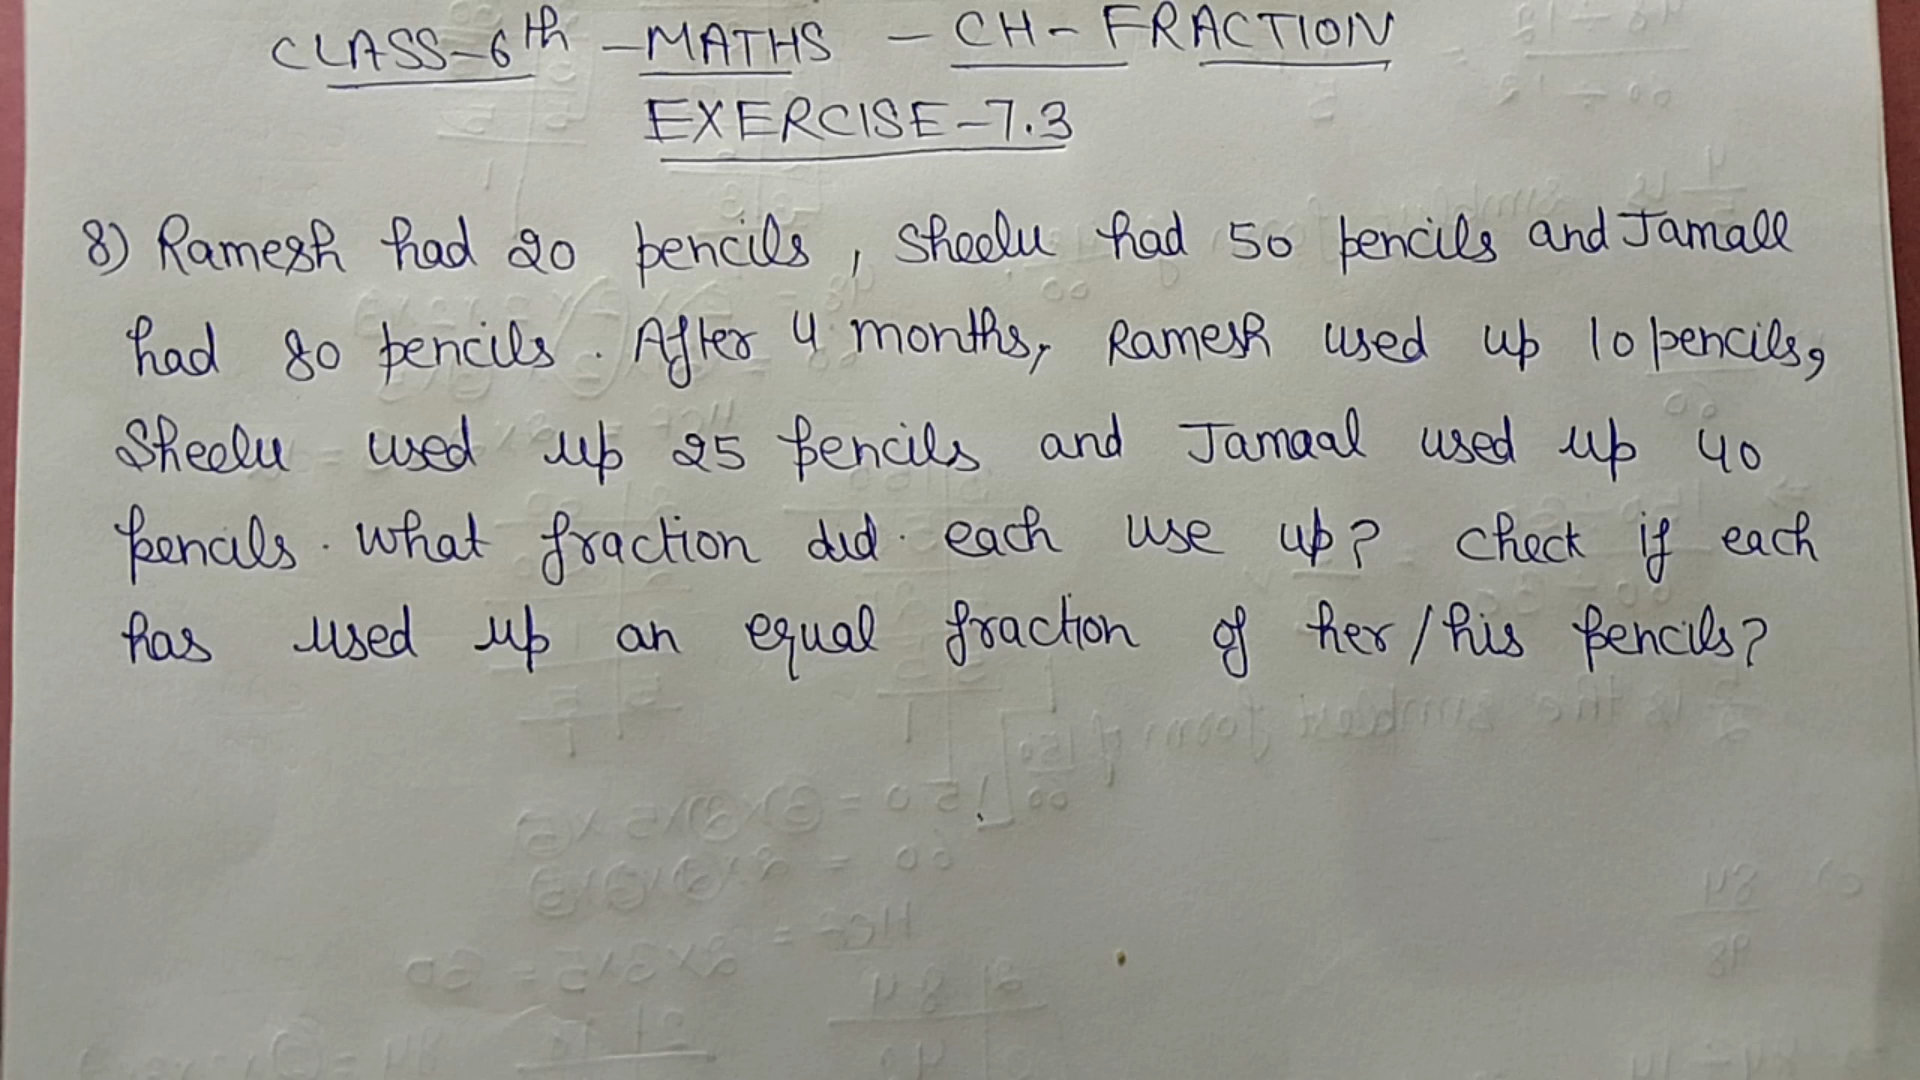 CLASS-6th - MATHS - CH- FRACTION
EXERCISE-7.3
8) Ramesh had 20 pencils, Sheelu had 50 pencils and Jamall
had 80 pencils. After 4 months, Ramesh used up 10 pencils,
Sheelu used up 25 pencils and Jamaal used up 40
pencils. What fraction did each use up? check if each
has used up an equal fraction of her/his pencils?